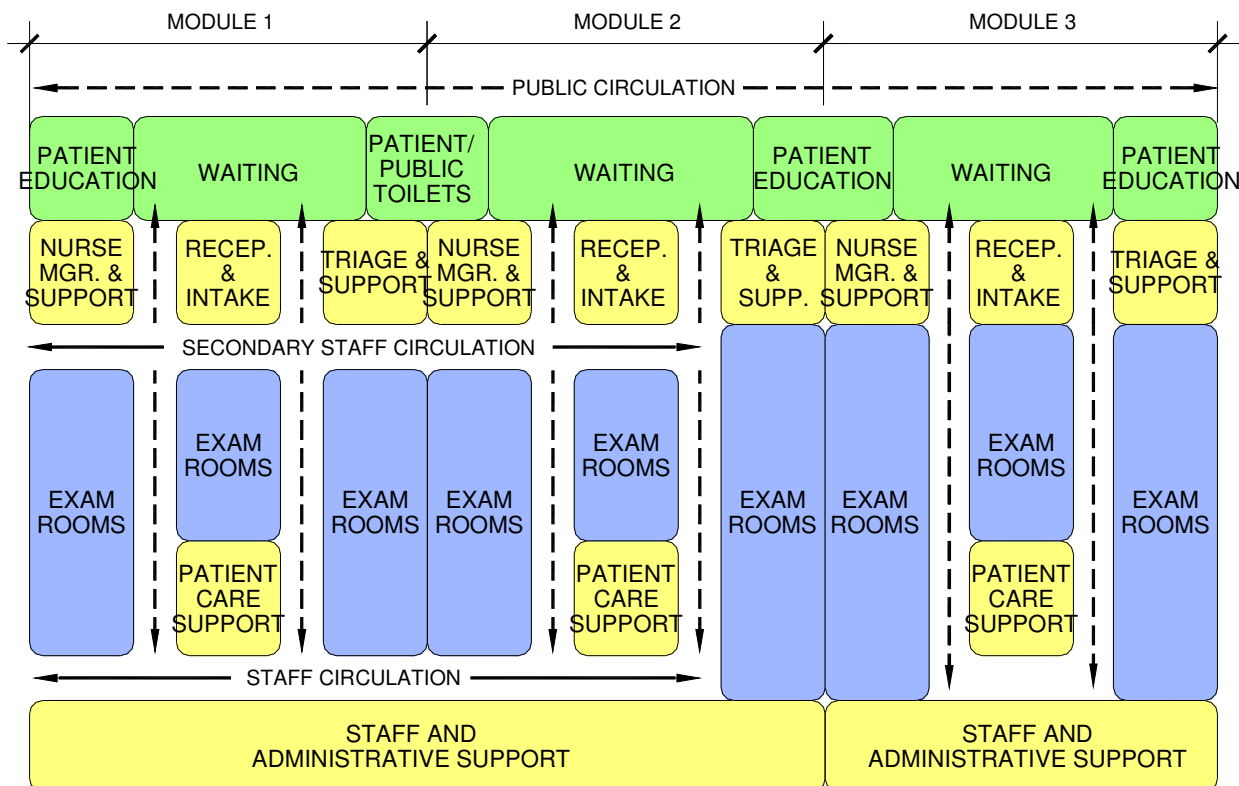 MODULE 1
MODULE 2
MODULE 3
PUBLIC CIRCULATION
PATIENT
EDUCATION
WAITING
PATIENT/
PUBLIC
TOILETS
WAITING
PATIENT
EDUCATION
WAITING
PATIENT
EDUCATION
NURSE
MGR. &
SUPPORT
RECEP.
&
INTAKE
TRIAGE &
SUPPORT
NURSE
MGR. &
SUPPORT
RECEP.
&
INTAKE
TRIAGE
&
SUPP.
NURSE
MGR. &
SUPPORT
RECEP.
&
INTAKE
TRIAGE &
SUPPORT
SECONDARY STAFF CIRCULATION
EXAM
ROOMS
EXAM
ROOMS
EXAM
ROOMS
EXAM
ROOMS
EXAM
ROOMS
EXAM
ROOMS
EXAM
ROOMS
EXAM
ROOMS
EXAM
ROOMS
PATIENT
CARE
SUPPORT
PATIENT
CARE
SUPPORT
PATIENT
CARE
SUPPORT
STAFF CIRCULATION
STAFF AND
ADMINISTRATIVE SUPPORT
STAFF AND
ADMINISTRATIVE SUPPORT